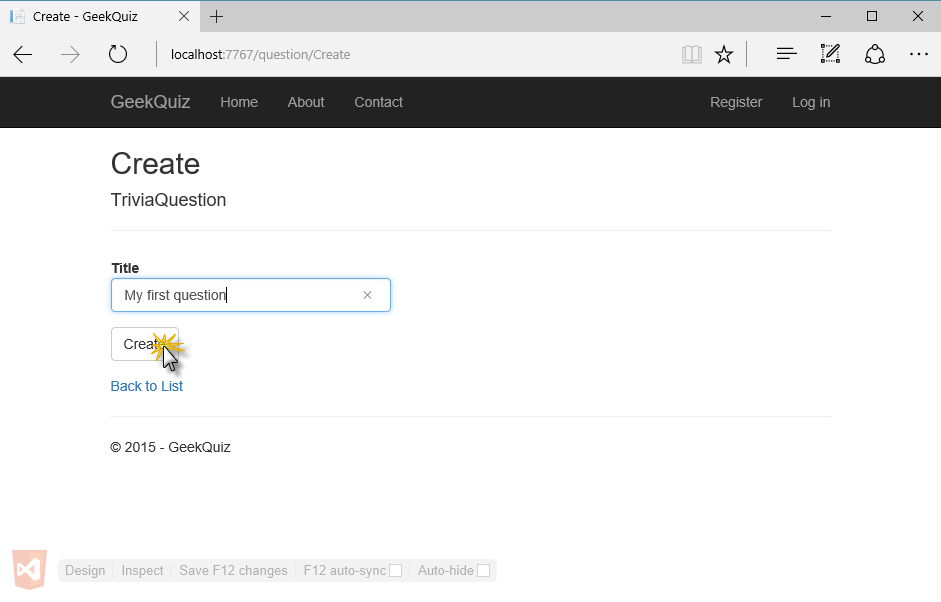 Create - GeekQuiz
localhost:7767/question/Create
GeekQuiz Home About Contact Register Log in
Create
TriviaQuestion
Title
My first question
Create
Back to List
© 2015 - GeekQuiz
Design Inspect Save F12 changes F12 auto-sync Auto-hide